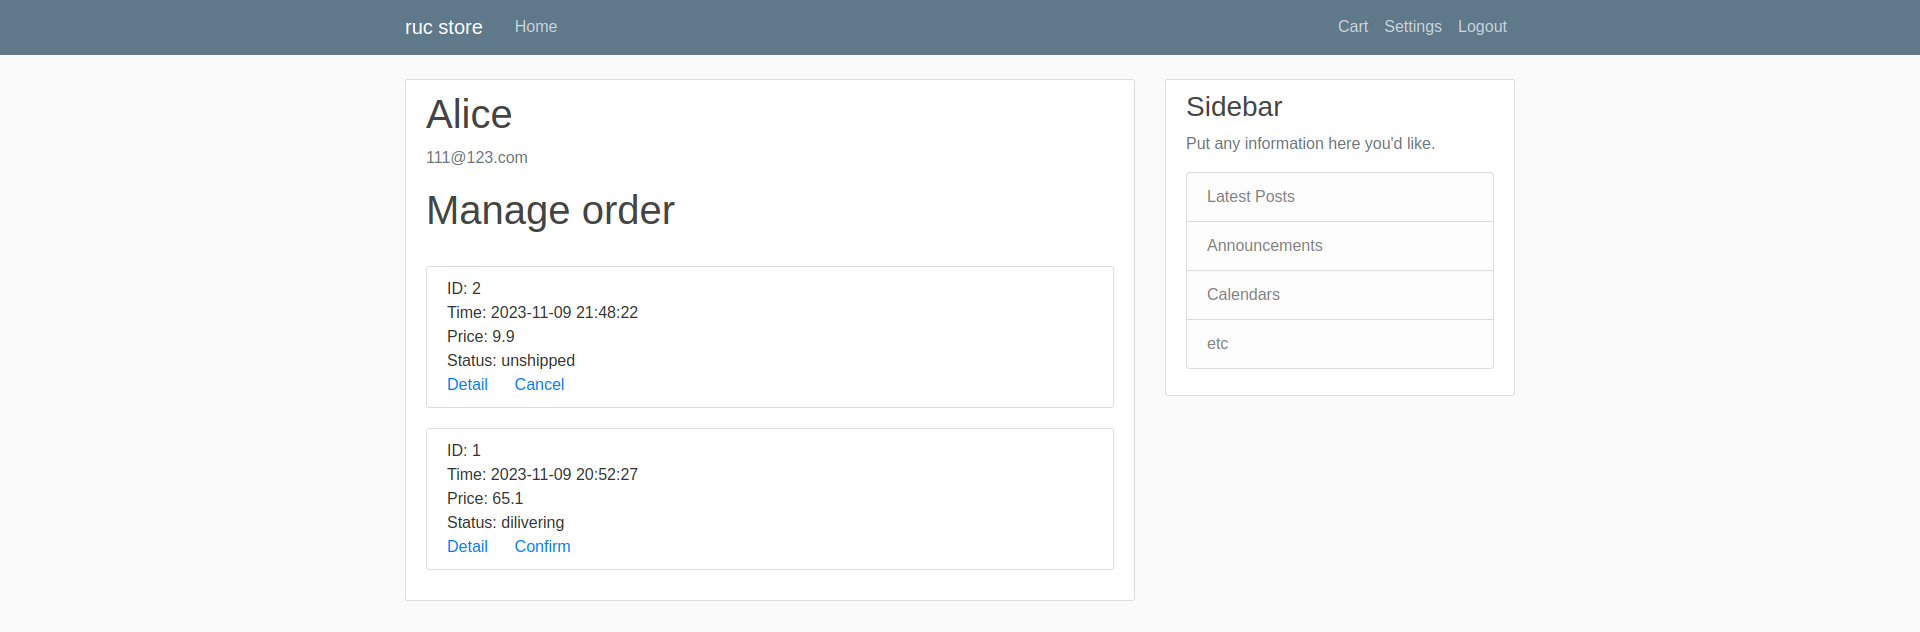 ruc store Home Cart Settings Logout
Alice
111@123.com
Manage order
ID: 2
Time: 2023-11-09 21:48:22
Price: 9.9
Status: unshipped
Detail Cancel
ID: 1
Time: 2023-11-09 20:52:27
Price: 65.1
Status: dilivering
Detail Confirm
Sidebar
Put any information here you'd like.
Latest Posts
Announcements
Calendars
etc